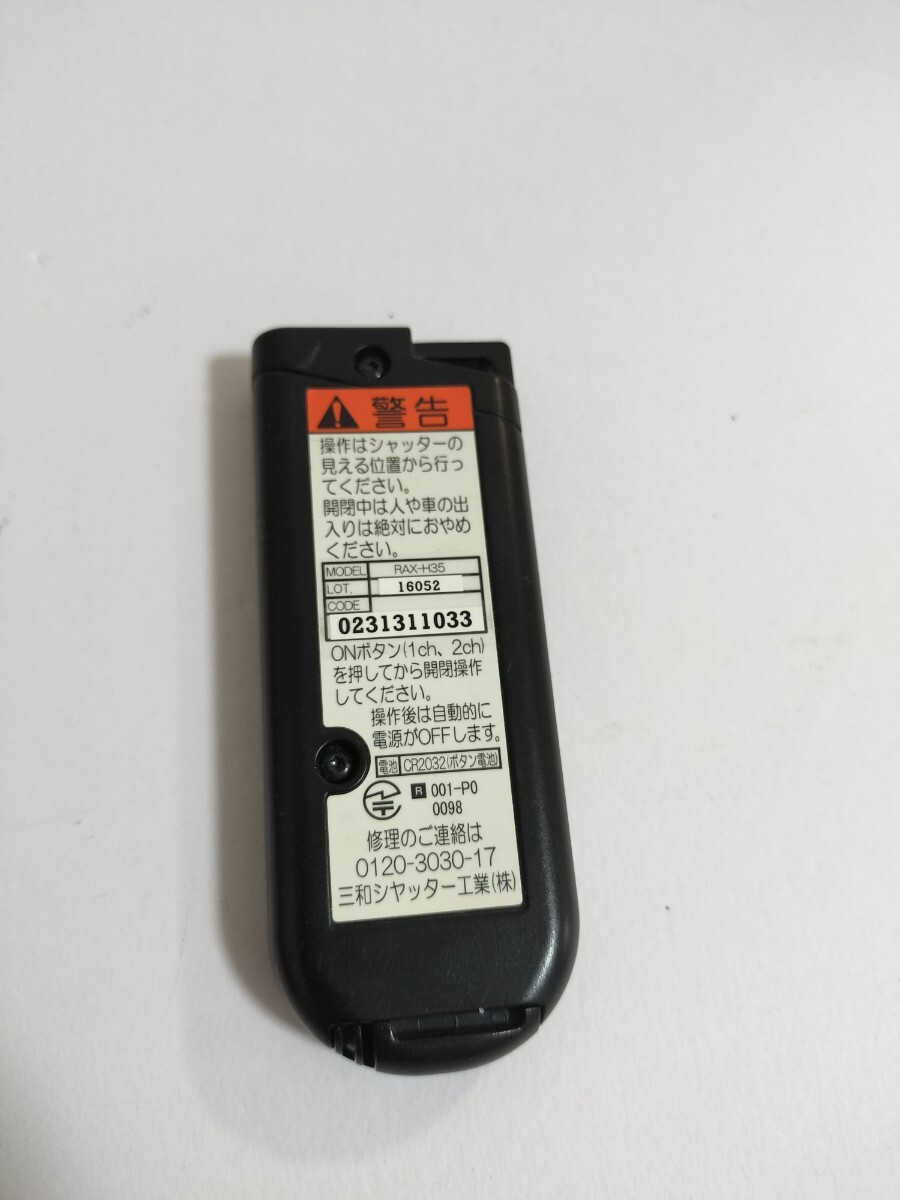 警告
操作はシャッターの
見える位置から行っ
てください。
開閉中は人や車の出
入りは絶対におやめ
ください。
MODEL RAX-H35
LOT. 16052
CODE
0231311033
ONボタン(1ch、2ch)
を押してから開閉操作
してください。
操作後は自動的に
電源がOFFします。
電池 CR2032(ボタン電池)
R 001-P0
0098
修理のご連絡は
0120-3030-17
三和シヤッター工業(株)